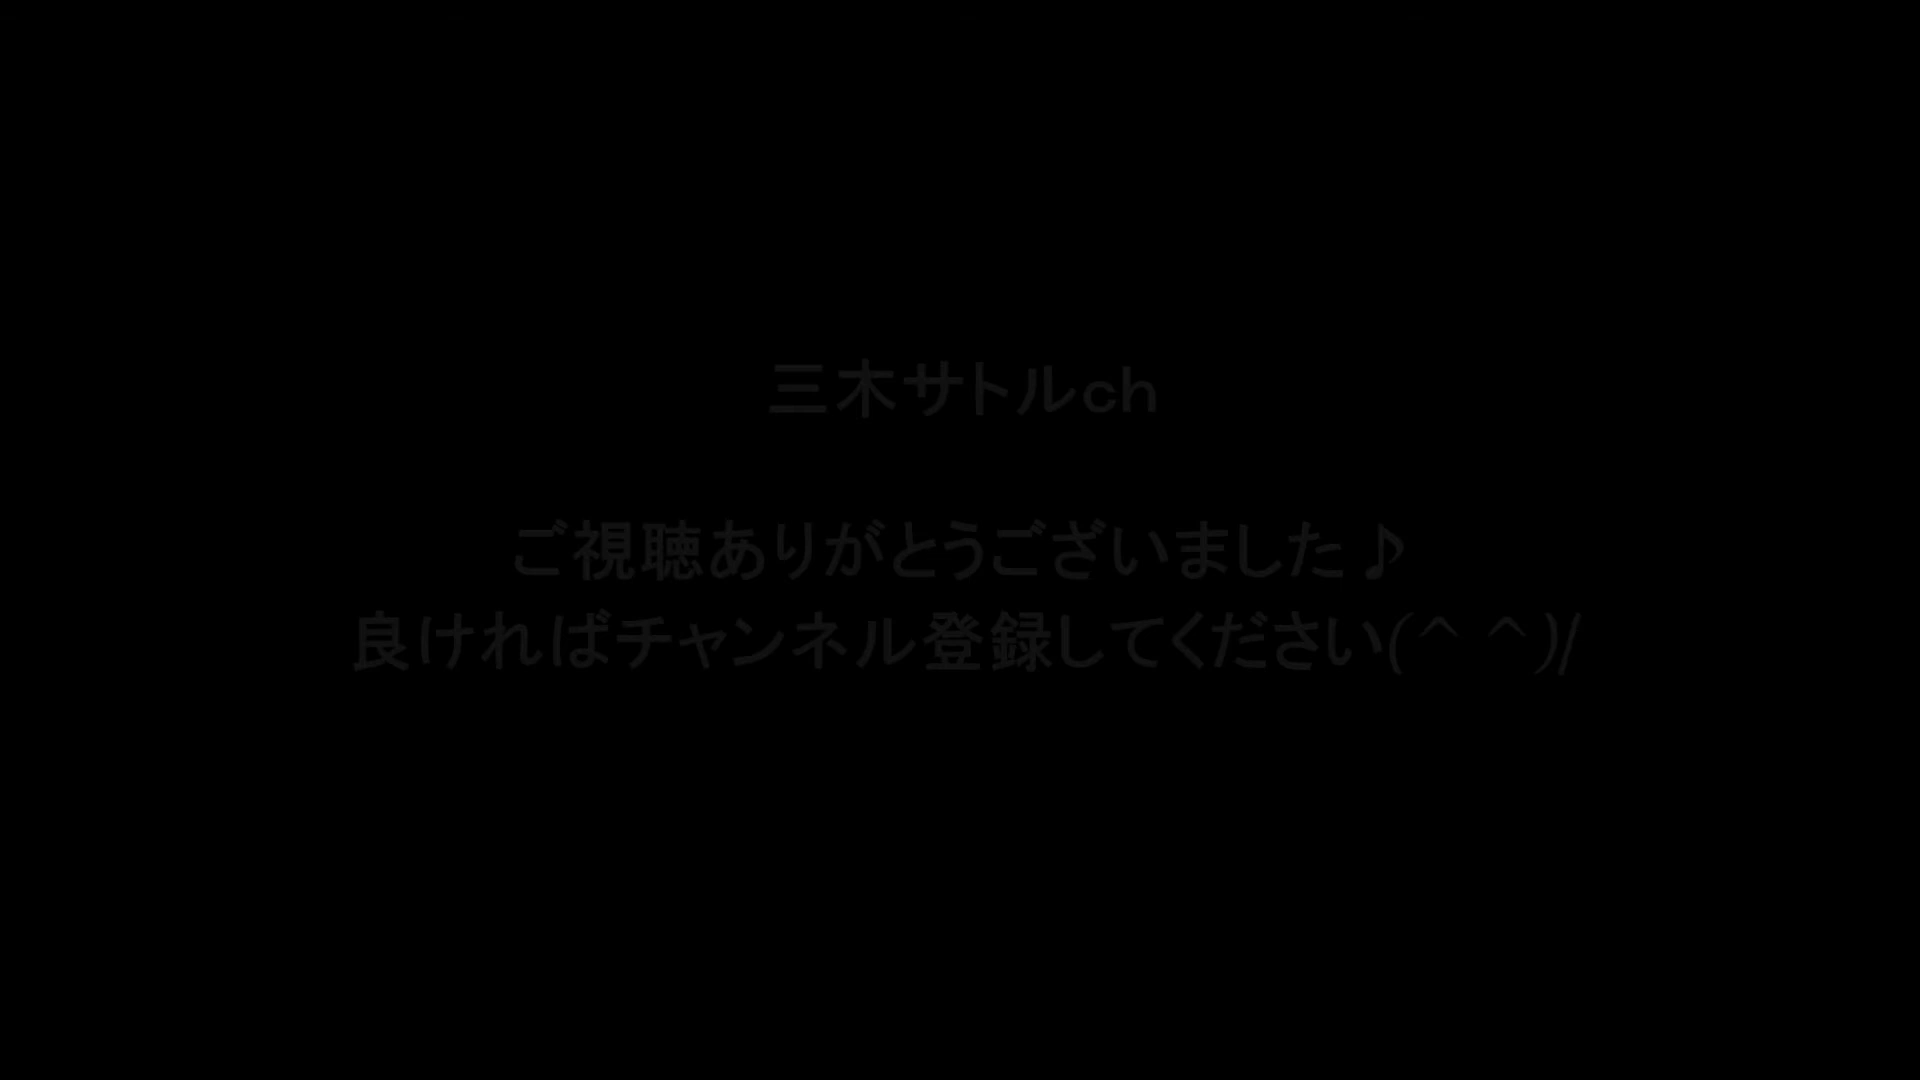 三木サトルch
ご視聴ありがとうございました♪
良ければチャンネル登録してください(^ ^)/